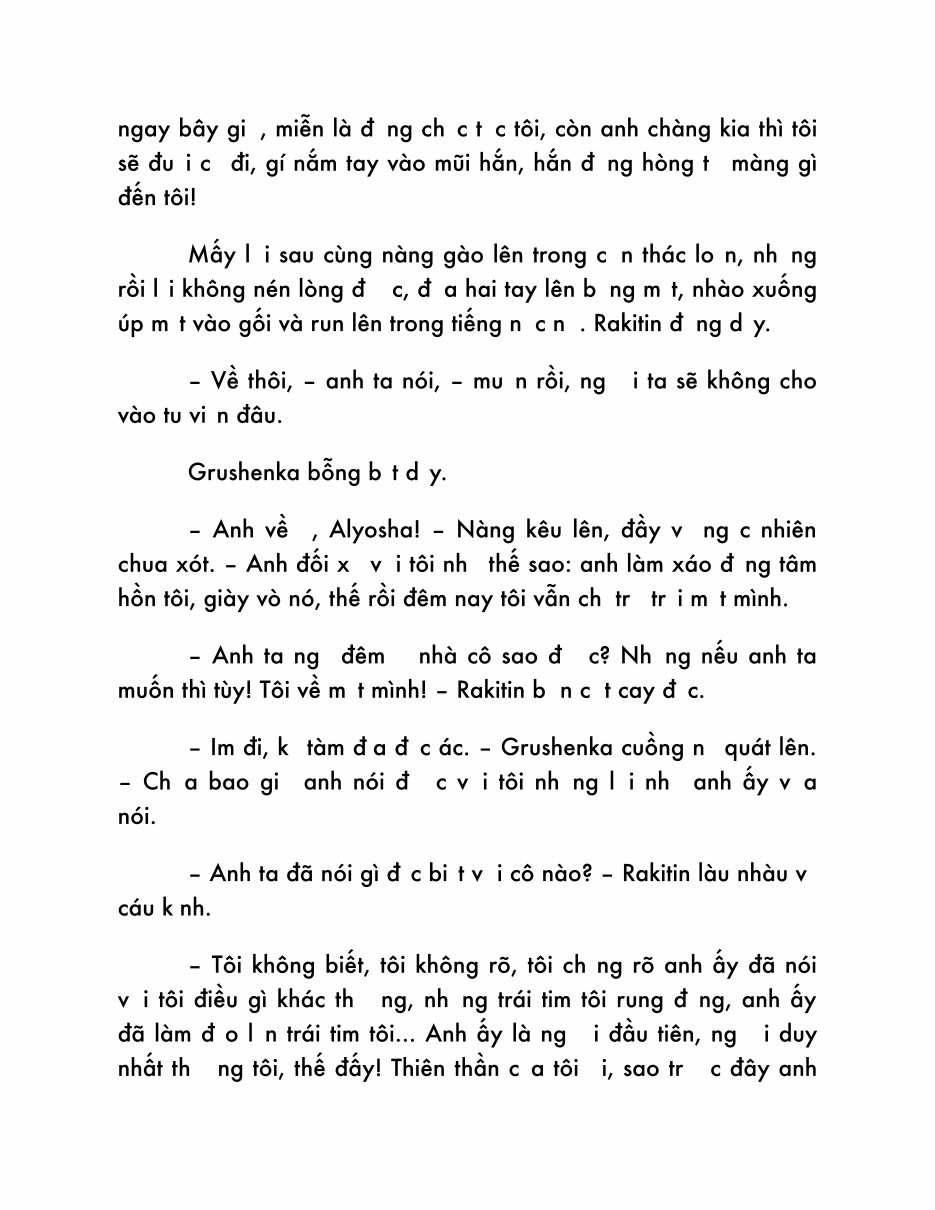 ngay bây gi , miễn là đ ng ch c t c tôi, còn anh chàng kia thì tôi
sẽ đu i c đi, gí nắm tay vào mũi hắn, hắn đ ng hòng t màng gì
đến tôi!
Mấy l i sau cùng nàng gào lên trong c n thác lo n, nh ng
rồi l i không nén lòng đ c, đ a hai tay lên b ng m t, nhào xuống
úp m t vào gối và run lên trong tiếng n c n . Rakitin đ ng d y.
– Về thôi, – anh ta nói, – mu n rồi, ng i ta sẽ không cho
vào tu vi n đâu.
Grushenka bỗng b t d y.
– Anh về , Alyosha! – Nàng kêu lên, đầy v ng c nhiên
chua xót. – Anh đối x v i tôi nh thế sao: anh làm xáo đ ng tâm
hồn tôi, giày vò nó, thế rồi đêm nay tôi vẫn ch tr tr i m t mình.
– Anh ta ng đêm nhà cô sao đ c? Nh ng nếu anh ta
muốn thì tùy! Tôi về m t mình! – Rakitin b n c t cay đ c.
– Im đi, k tàm đ a đ c ác. – Grushenka cuồng n quát lên.
– Ch a bao gi anh nói đ c v i tôi nh ng l i nh anh ấy v a
nói.
– Anh ta đã nói gì đ c bi t v i cô nào? – Rakitin làu nhàu v
cáu k nh.
– Tôi không biết, tôi không rõ, tôi ch ng rõ anh ấy đã nói
v i tôi điều gì khác th ng, nh ng trái tim tôi rung đ ng, anh ấy
đã làm đ o l n trái tim tôi... Anh ấy là ng i đầu tiên, ng i duy
nhất th ng tôi, thế đấy! Thiên thần c a tôi i, sao tr c đây anh